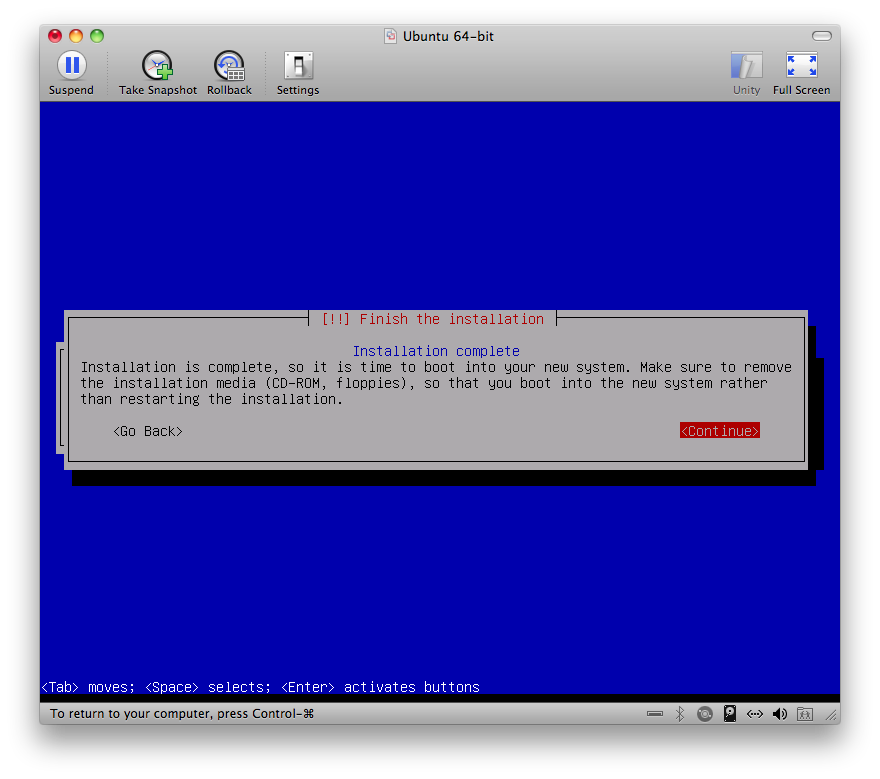 Ubuntu 64-bit
Suspend
Take Snapshot
Rollback
Settings
Unity
Full Screen
[!!] Finish the installation
Installation complete
Installation is complete, so it is time to boot into your new system. Make sure to remove
the installation media (CD-ROM, floppies), so that you boot into the new system rather
than restarting the installation.
<Go Back>
<Continue>
<Tab> moves; <Space> selects; <Enter> activates buttons
To return to your computer, press Control-⌘